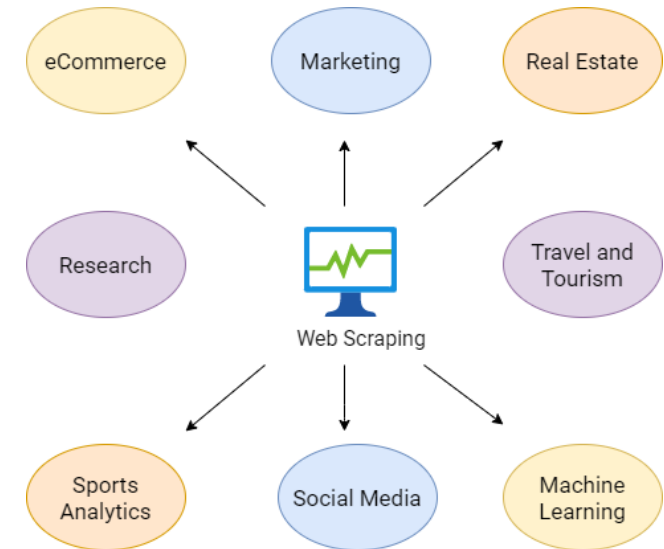 eCommerce
Marketing
Real Estate
Research
Travel and
Tourism
Web Scraping
Sports
Analytics
Social Media
Machine
Learning